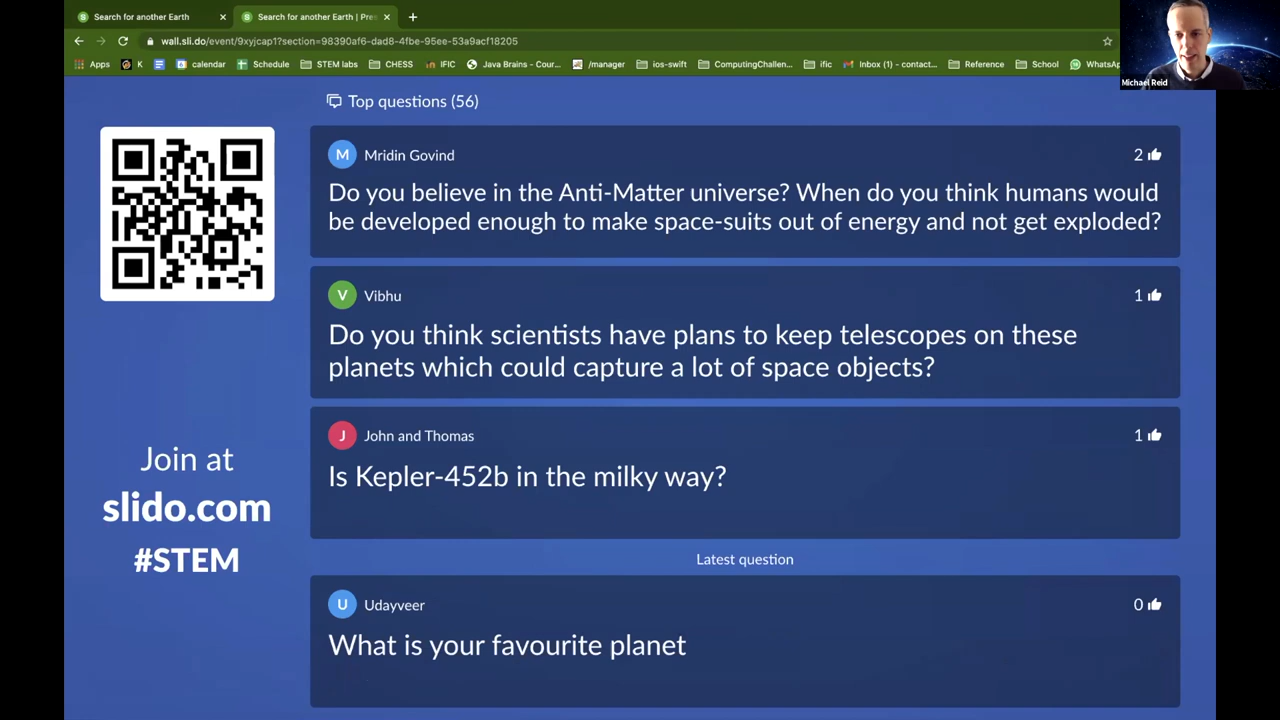 Search for another Earth
Search for another Earth | Pres
wall.sli.do/event/9xyjcap1?section=98390af6-dad8-4fbe-95ee-53a9acf18205
Apps K calendar Schedule STEM labs CHESS IFIC Java Brains - Cour... /manager ios-swift ComputingChallen... ific Inbox (1) - contact... Reference School WhatsAp
Michael Reid
Top questions (56)
M Mridin Govind 2
Do you believe in the Anti-Matter universe? When do you think humans would
be developed enough to make space-suits out of energy and not get exploded?
V Vibhu 1
Do you think scientists have plans to keep telescopes on these
planets which could capture a lot of space objects?
J John and Thomas 1
Is Kepler-452b in the milky way?
Latest question
U Udayveer 0
What is your favourite planet
Join at
slido.com
#STEM